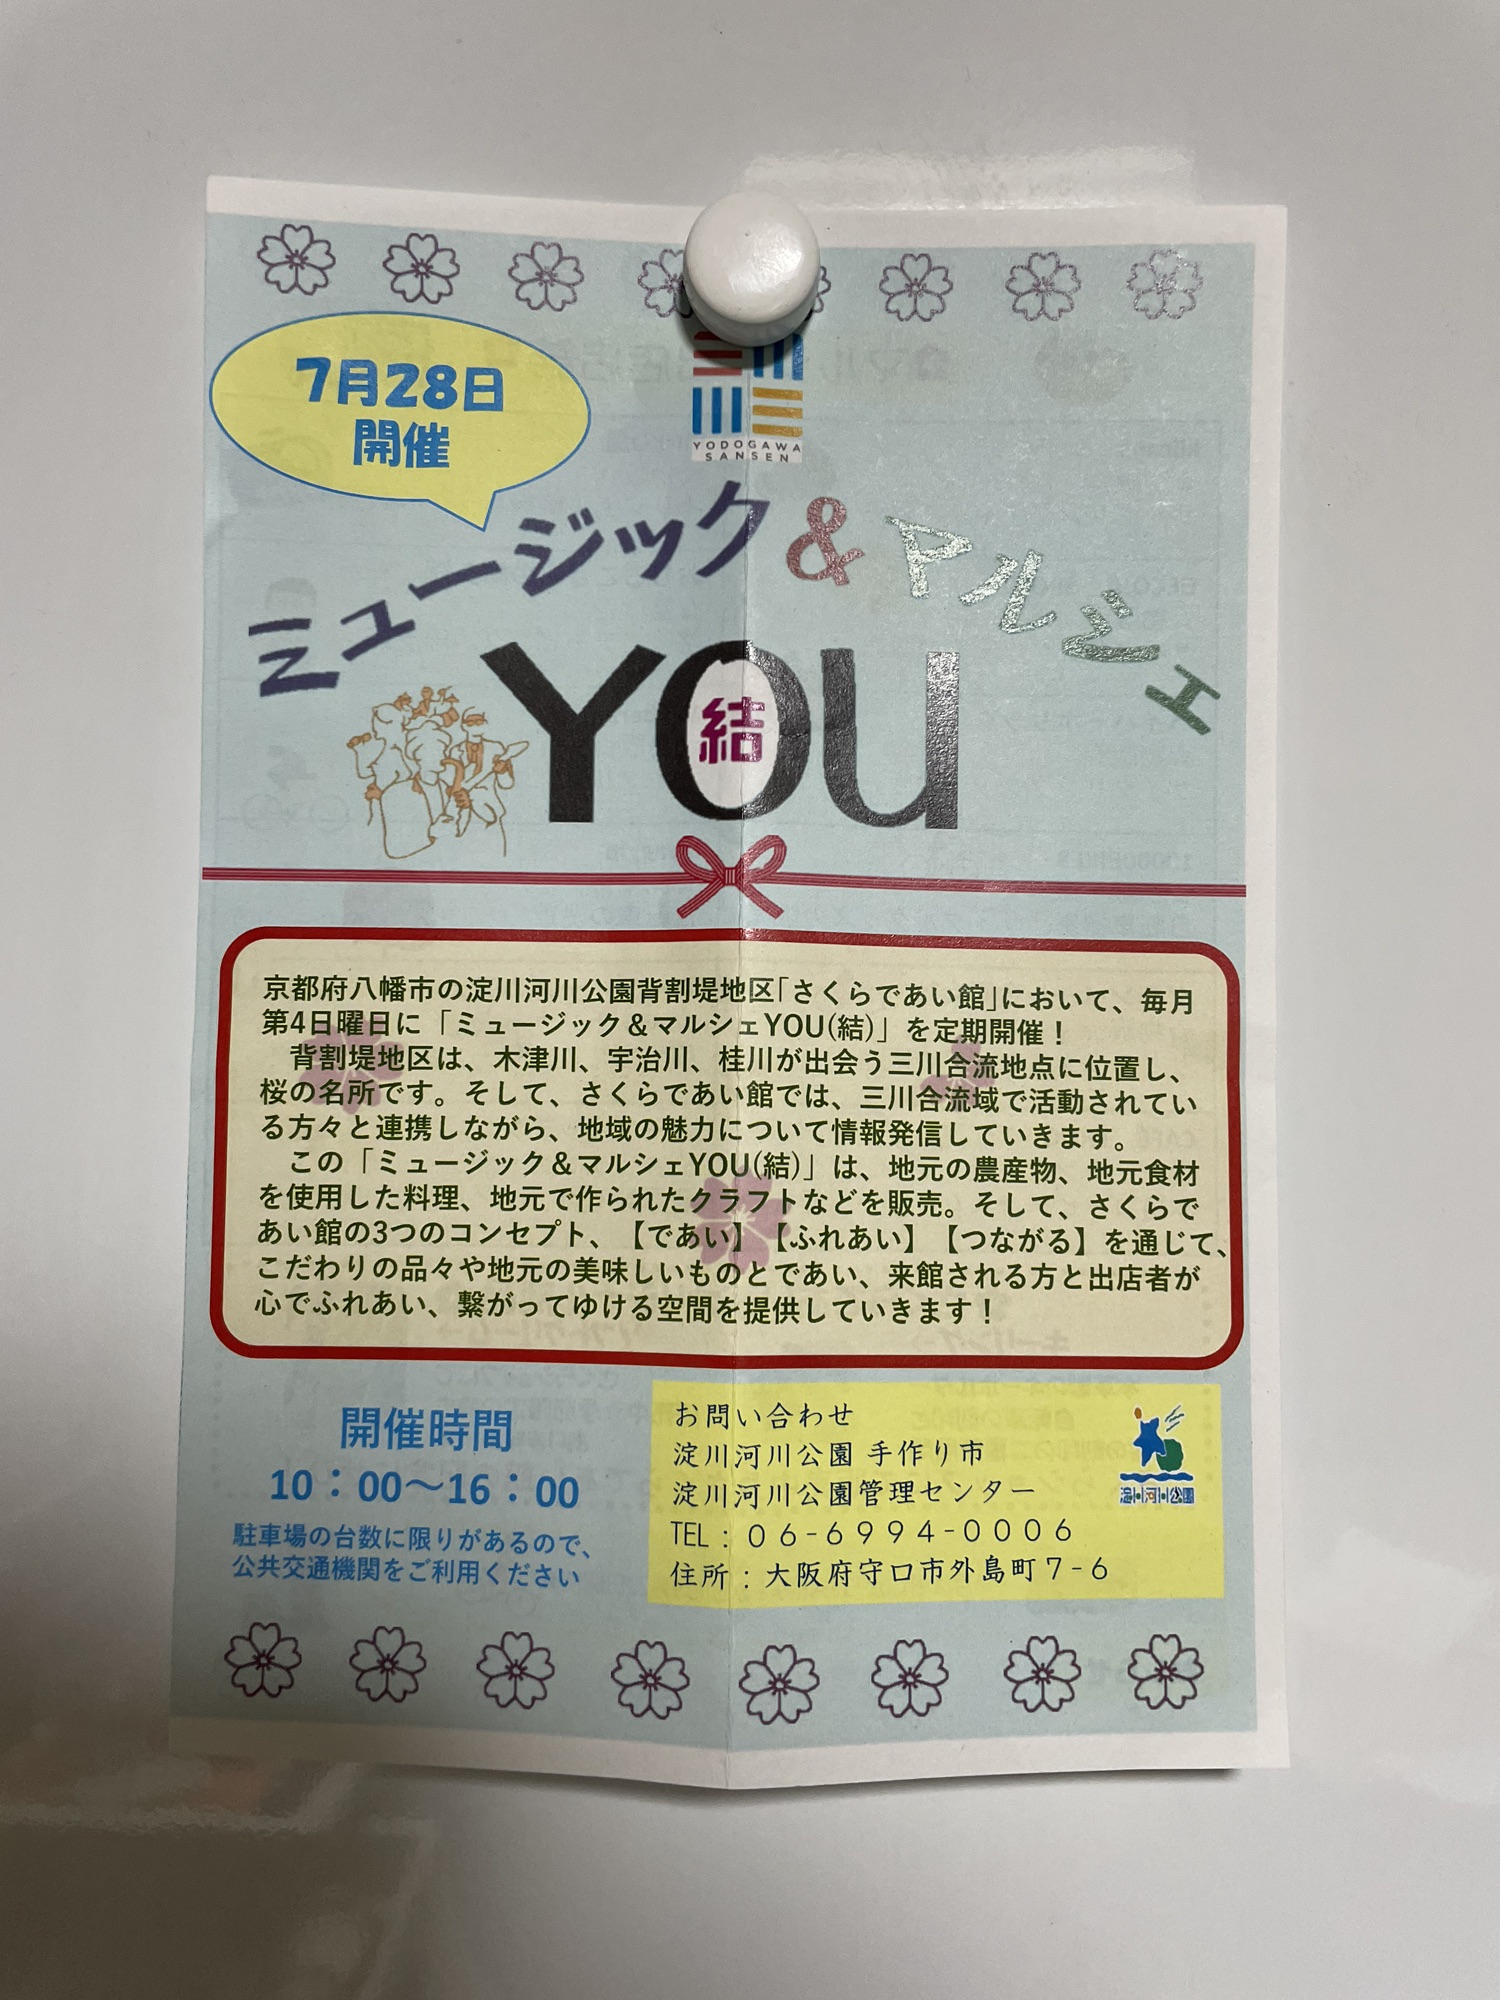 7月28日
開催
YODOGAWA
SANSEN
ミュージック&マルシェ
YOU
結
京都府八幡市の淀川河川公園背割堤地区「さくらであい館」において、毎月
第4日曜日に「ミュージック＆マルシェYOU(結)」を定期開催！
背割堤地区は、木津川、宇治川、桂川が出会う三川合流地点に位置し、
桜の名所です。そして、さくらであい館では、三川合流域で活動されてい
る方々と連携しながら、地域の魅力について情報発信していきます。
この「ミュージック＆マルシェYOU(結)」は、地元の農産物、地元食材
を使用した料理、地元で作られたクラフトなどを販売。そして、さくらで
あい館の3つのコンセプト、【であい】【ふれあい】【つながる】を通じて、
こだわりの品々や地元の美味しいものとであい、来館される方と出店者が
心でふれあい、繋がってゆける空間を提供していきます！
開催時間
10：00～16：00
駐車場の台数に限りがあるので、
公共交通機関をご利用ください
お問い合わせ
淀川河川公園 手作り市
淀川河川公園管理センター
TEL：０６-６９９４-０００６
住所：大阪府守口市外島町７-６
淀川河川公園